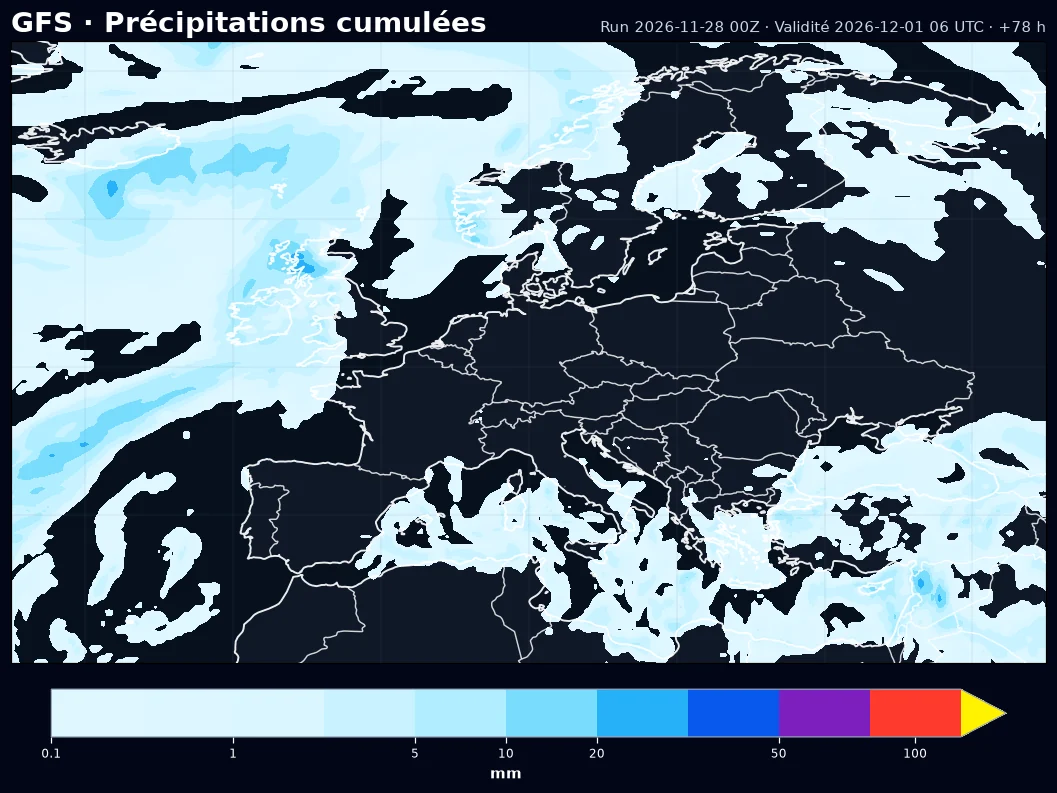 GFS · Précipitations cumulées
Run 2026-11-28 00Z · Validité 2026-12-01 06 UTC · +78 h
0.1 1 5 10 20 50 100
mm